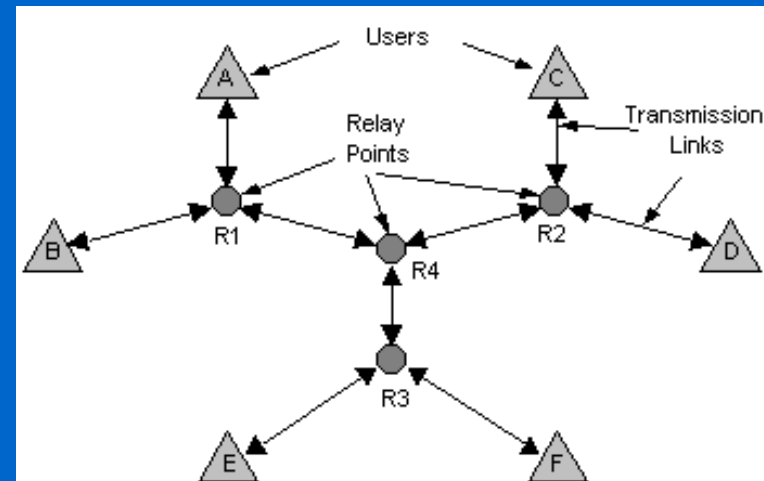 Users
A
C
Relay
Points
Transmission
Links
B
R1
R4
R2
D
R3
E
F